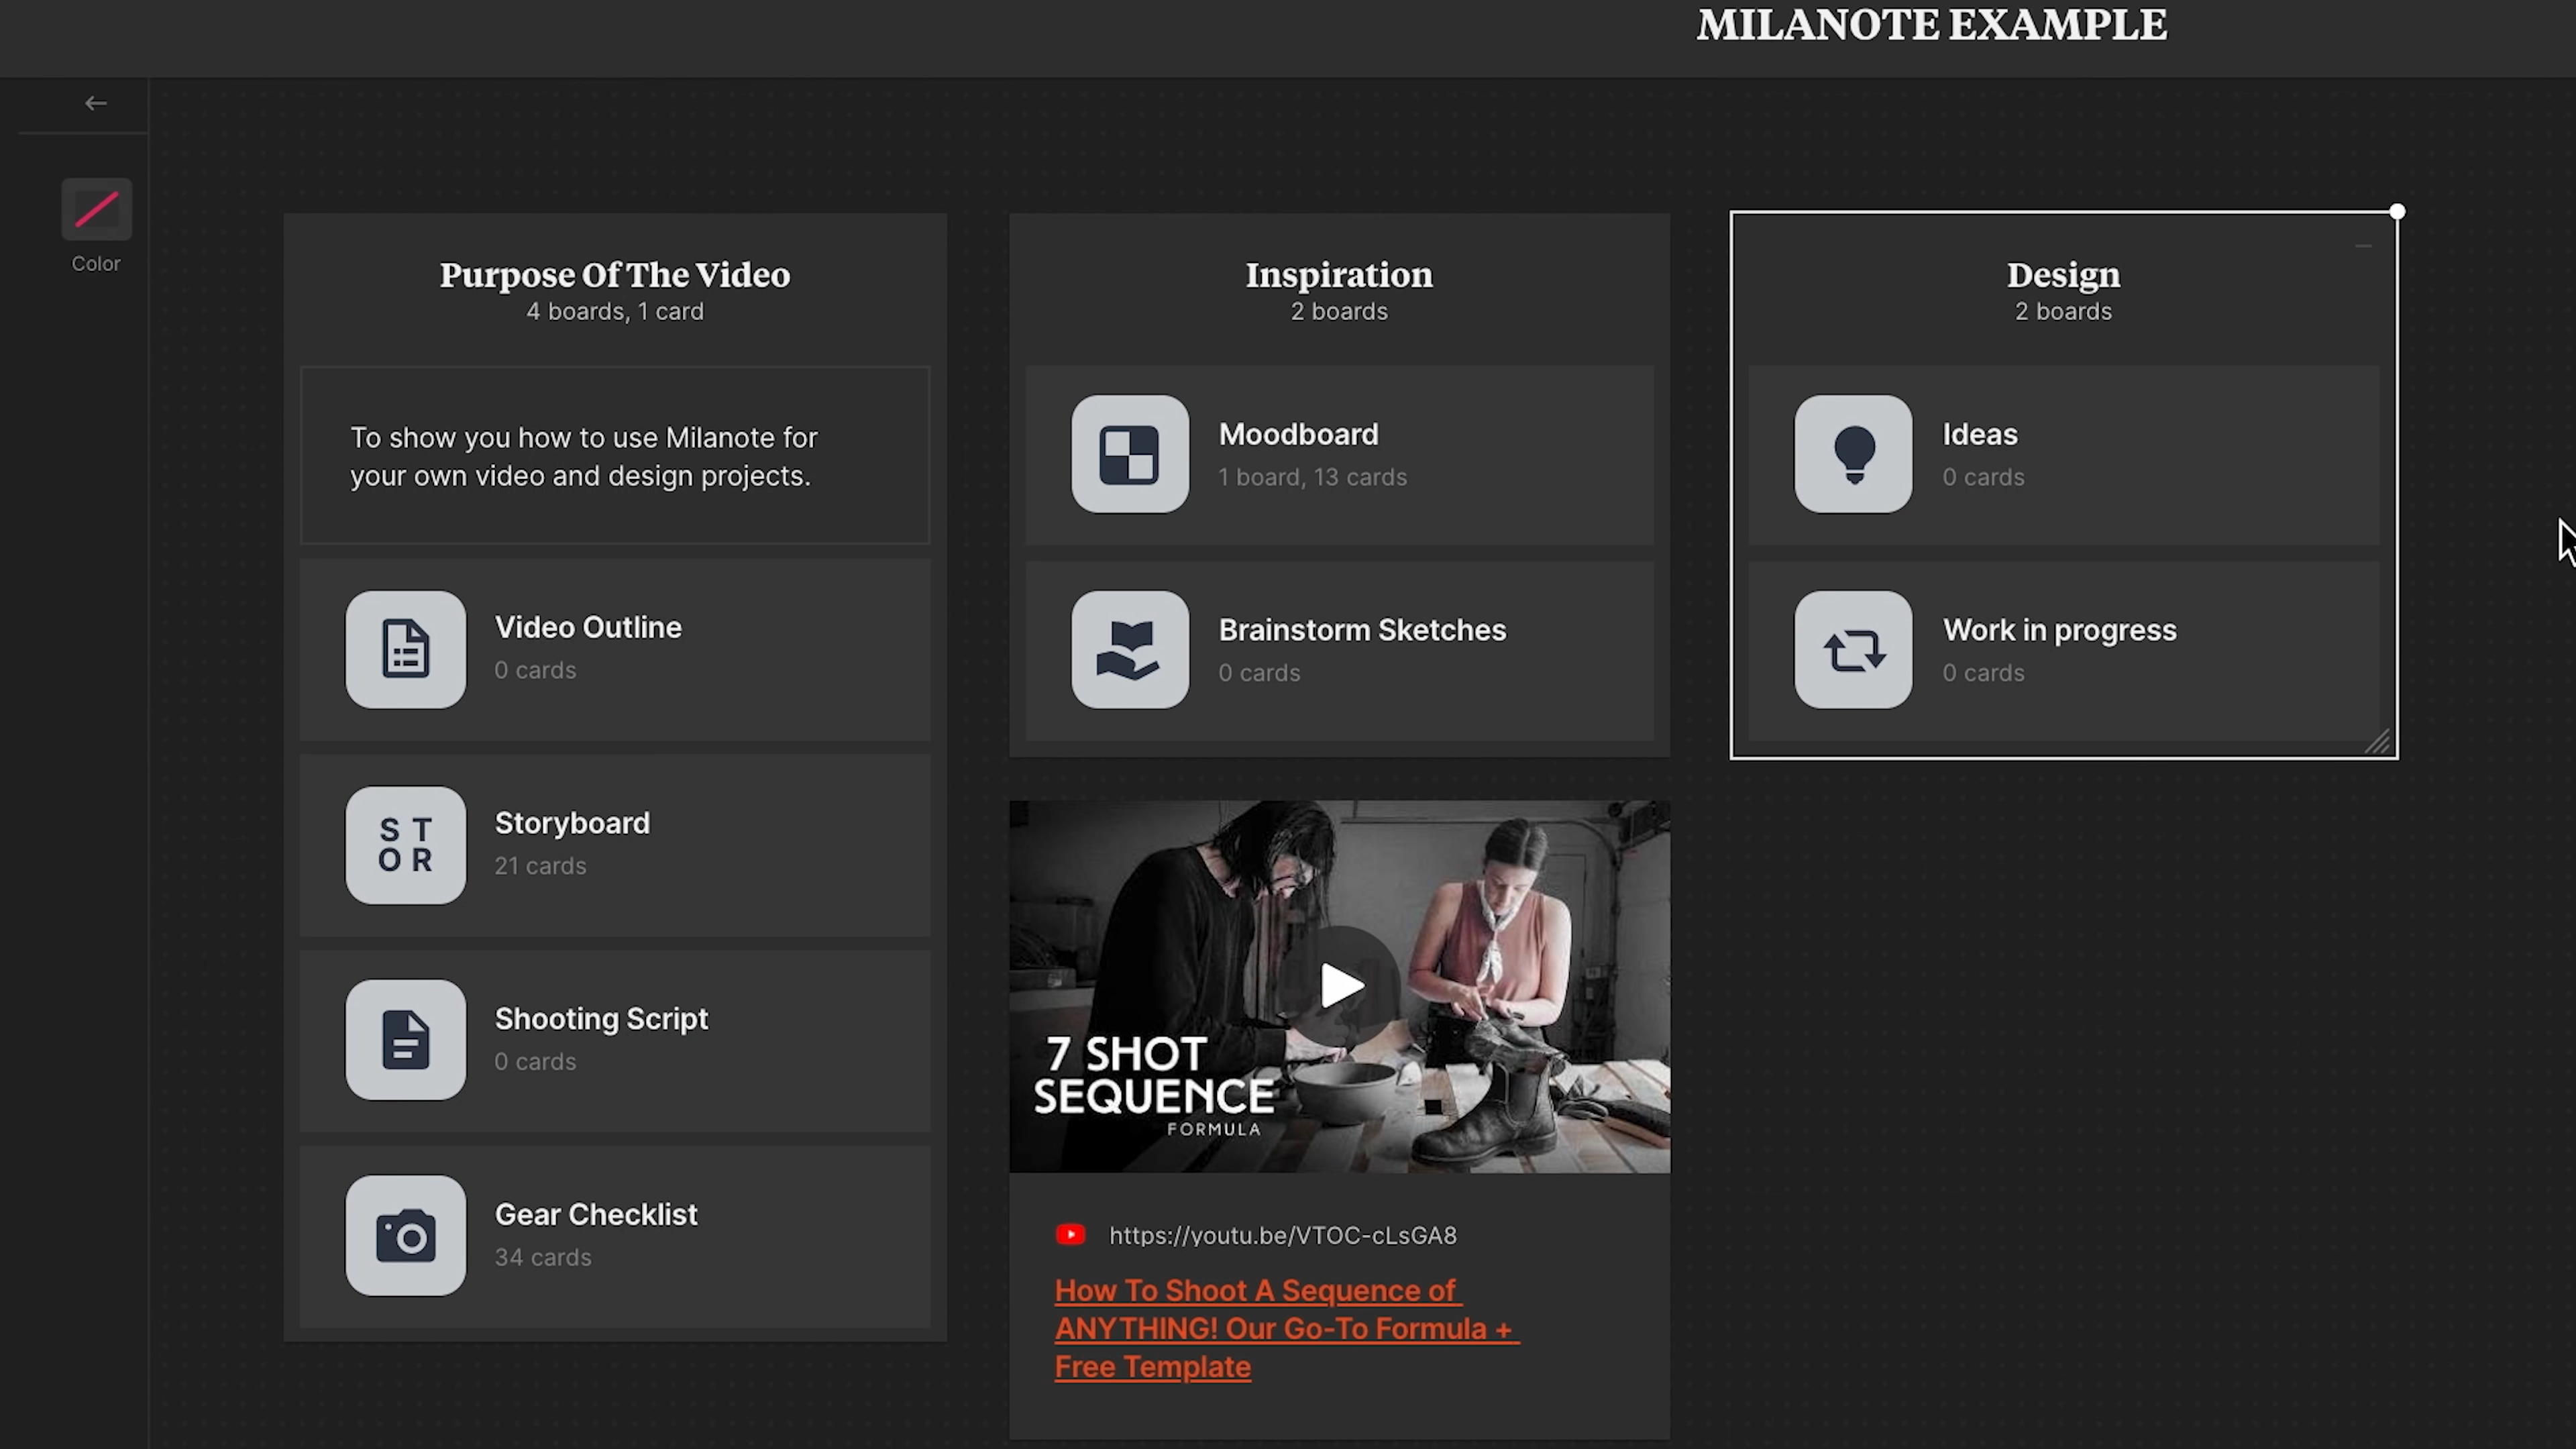 MILANOTE EXAMPLE
Color
Purpose Of The Video
4 boards, 1 card
To show you how to use Milanote for
your own video and design projects.
Video Outline
0 cards
S T
O R
Storyboard
21 cards
Shooting Script
0 cards
Gear Checklist
34 cards
Inspiration
2 boards
Moodboard
1 board, 13 cards
Brainstorm Sketches
0 cards
7 SHOT
SEQUENCE
FORMULA
https://youtu.be/VTOC-cLsGA8
How To Shoot A Sequence of
ANYTHING! Our Go-To Formula +
Free Template
Design
2 boards
Ideas
0 cards
Work in progress
0 cards